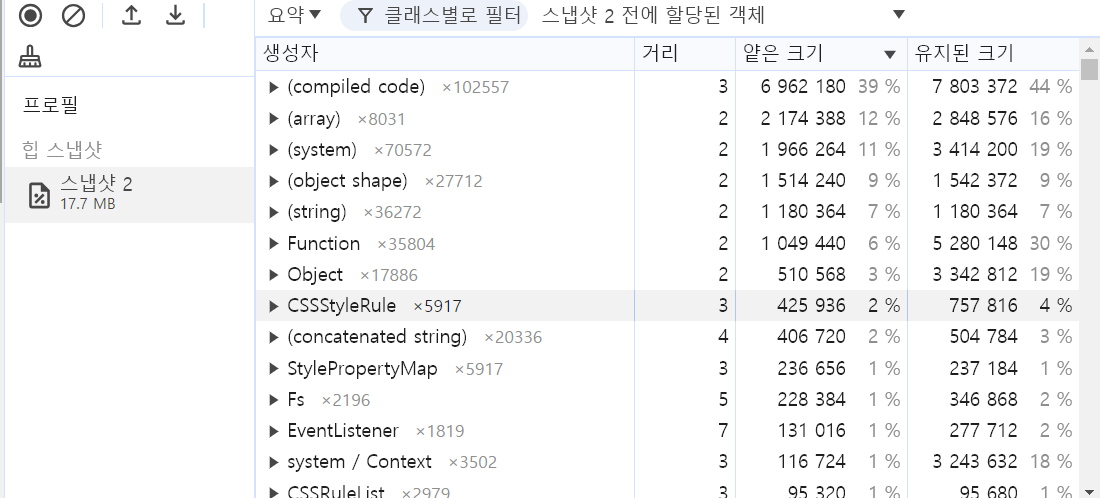 요약▼ 클래스별로 필터 스냅샷 2 전에 할당된 객체 ▼
생성자 거리 얕은 크기 ▼ 유지된 크기
프로필
힙 스냅샷
스냅샷 2
17.7 MB
▶ (compiled code) ×102557 3 6 962 180 39 % 7 803 372 44 %
▶ (array) ×8031 2 2 174 388 12 % 2 848 576 16 %
▶ (system) ×70572 2 1 966 264 11 % 3 414 200 19 %
▶ (object shape) ×27712 2 1 514 240 9 % 1 542 372 9 %
▶ (string) ×36272 2 1 180 364 7 % 1 180 364 7 %
▶ Function ×35804 2 1 049 440 6 % 5 280 148 30 %
▶ Object ×17886 2 510 568 3 % 3 342 812 19 %
▶ CSSStyleRule ×5917 3 425 936 2 % 757 816 4 %
▶ (concatenated string) ×20336 4 406 720 2 % 504 784 3 %
▶ StylePropertyMap ×5917 3 236 656 1 % 237 184 1 %
▶ Fs ×2196 5 228 384 1 % 346 868 2 %
▶ EventListener ×1819 7 131 016 1 % 277 712 2 %
▶ system / Context ×3502 3 116 724 1 % 3 243 632 18 %
▶ CSSRuleList ×2979 3 95 320 1 % 95 680 1 %